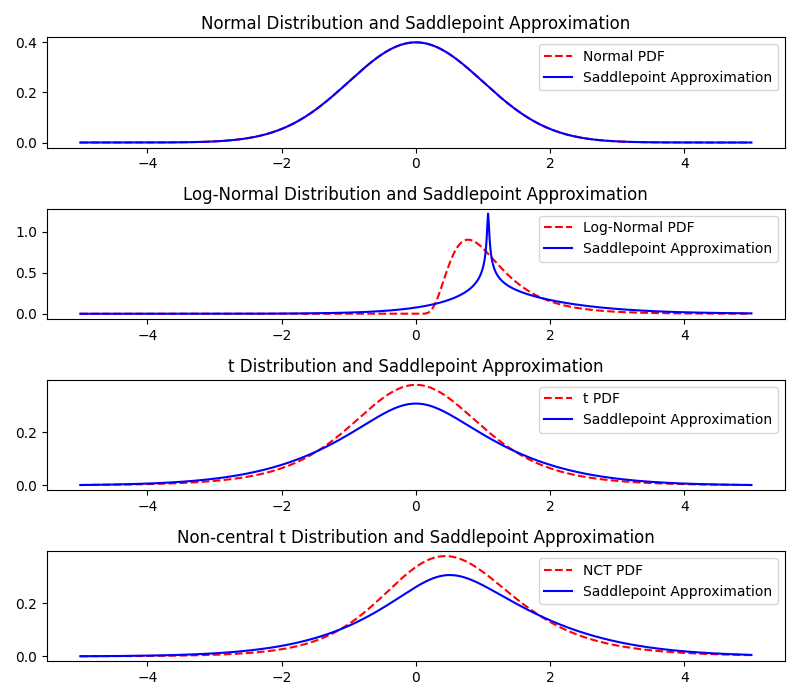 Normal Distribution and Saddlepoint Approximation
0.4
0.2
0.0
Normal PDF
Saddlepoint Approximation
−4 −2 0 2 4
Log-Normal Distribution and Saddlepoint Approximation
1.0
0.5
0.0
Log-Normal PDF
Saddlepoint Approximation
−4 −2 0 2 4
t Distribution and Saddlepoint Approximation
0.2
0.0
t PDF
Saddlepoint Approximation
−4 −2 0 2 4
Non-central t Distribution and Saddlepoint Approximation
0.2
0.0
NCT PDF
Saddlepoint Approximation
−4 −2 0 2 4